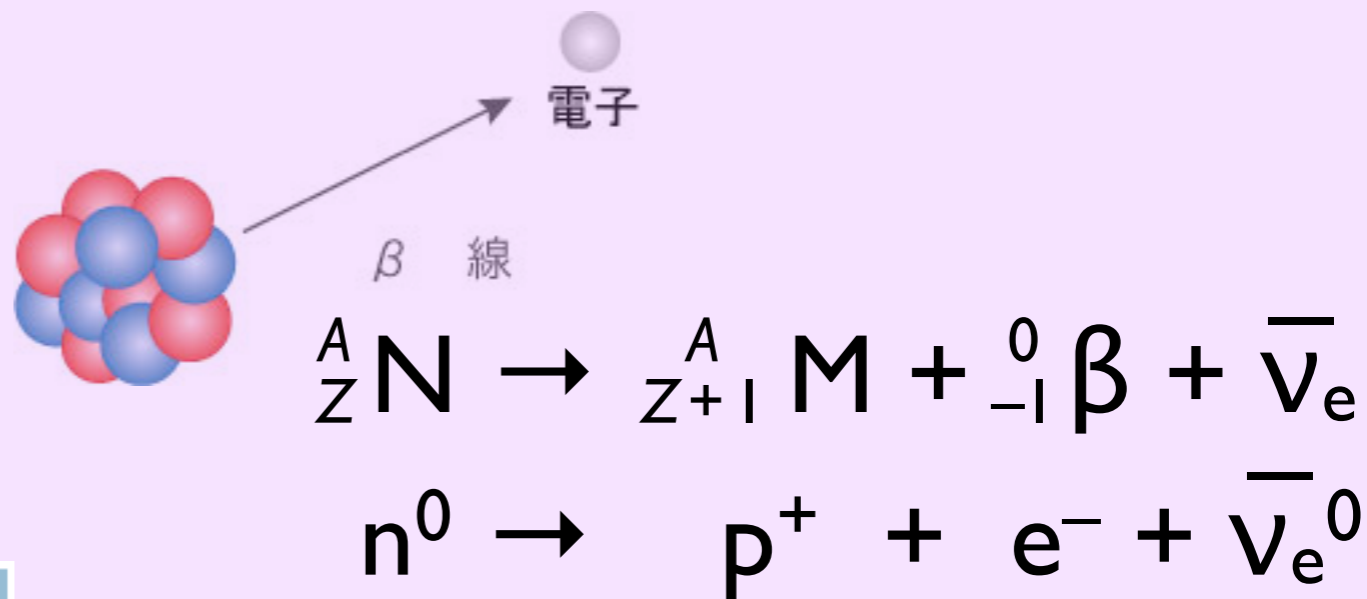 電子
β 線
ᴬ_Z N → ᴬ_Z+1 M + ⁰_−1 β + ν̅ₑ
n⁰ → p⁺ + e⁻ + ν̅ₑ⁰